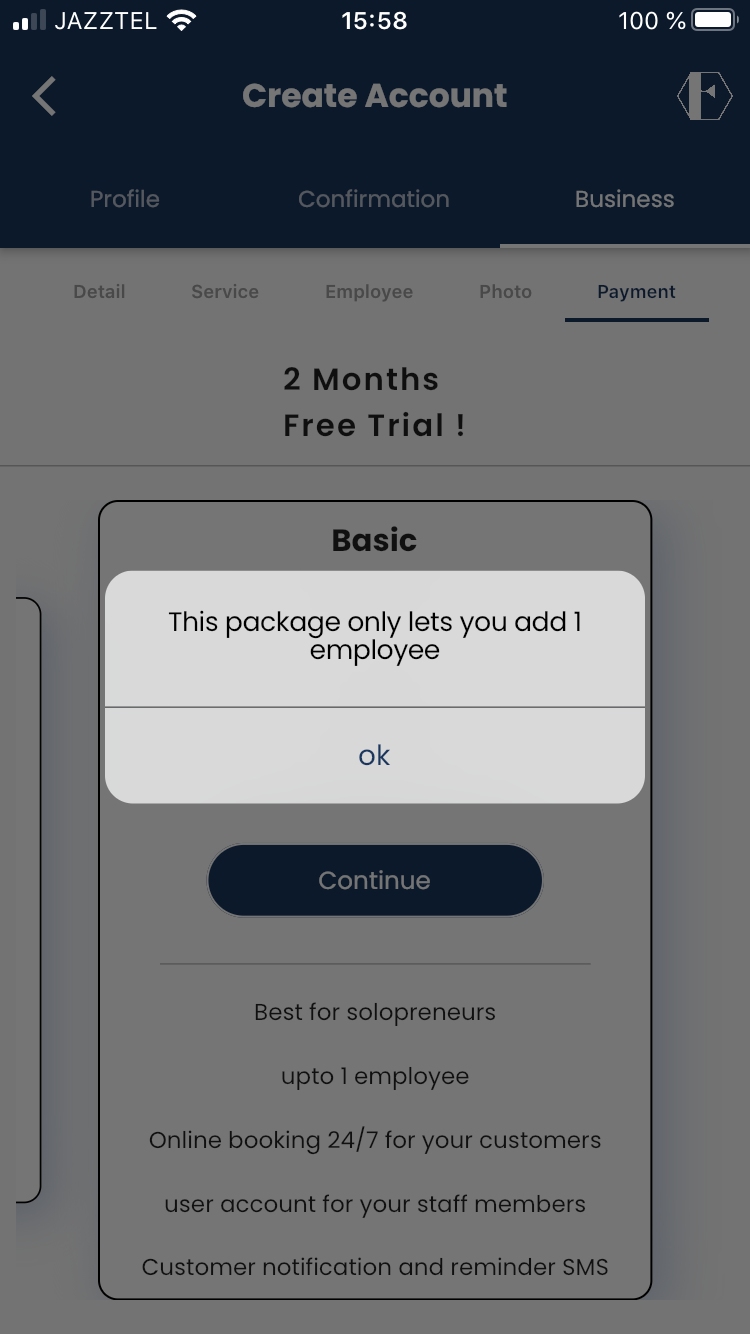 JAZZTEL 15:58 100 %
Create Account
Profile Confirmation Business
Detail Service Employee Photo Payment
2 Months
Free Trial !
Basic
This package only lets you add 1
employee
ok
Continue
Best for solopreneurs
upto 1 employee
Online booking 24/7 for your customers
user account for your staff members
Customer notification and reminder SMS